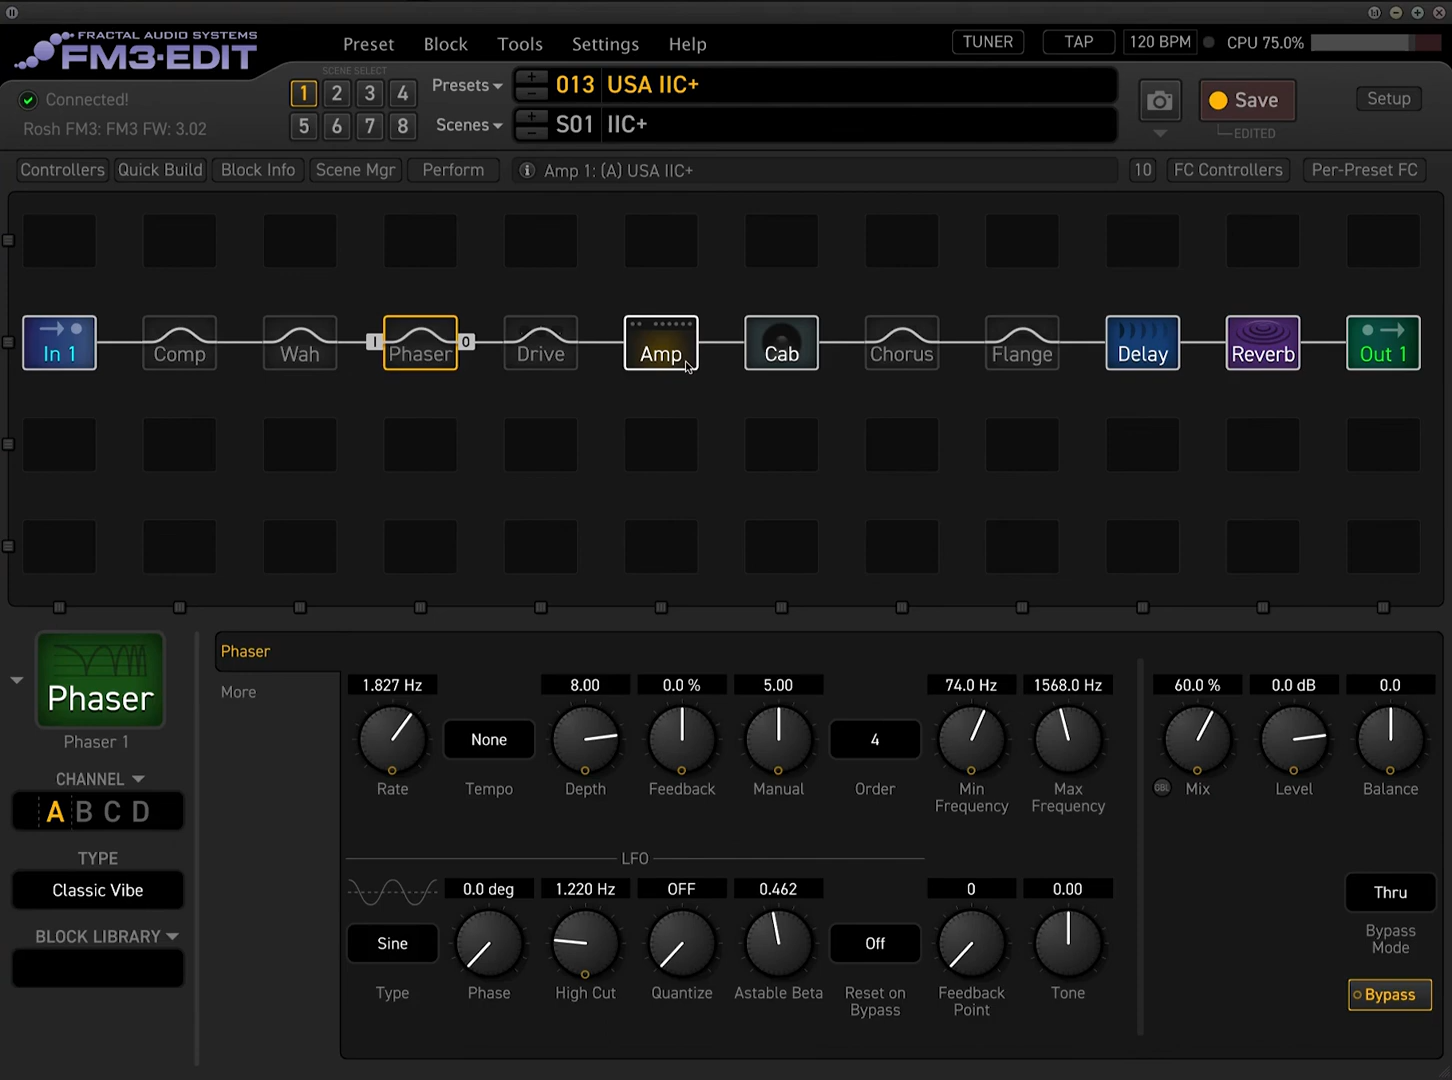 FRACTAL AUDIO SYSTEMS
FM3-EDIT
Preset Block Tools Settings Help
TUNER TAP 120 BPM CPU 75.0%
SCENE SELECT
1 2 3 4
5 6 7 8
Presets 013 USA IIC+
Scenes S01 IIC+
Connected!
Rosh FM3: FM3 FW: 3.02
Save
EDITED
Setup
Controllers Quick Build Block Info Scene Mgr Perform Amp 1: (A) USA IIC+ 10 FC Controllers Per-Preset FC
In 1 Comp Wah I Phaser O Drive Amp Cab Chorus Flange Delay Reverb Out 1
Phaser
Phaser 1
CHANNEL
A B C D
TYPE
Classic Vibe
BLOCK LIBRARY
Phaser
More
1.827 Hz 8.00 0.0 % 5.00 74.0 Hz 1568.0 Hz 60.0 % 0.0 dB 0.0
None 4
Rate Tempo Depth Feedback Manual Order Min Frequency Max Frequency GBL Mix Level Balance
LFO
0.0 deg 1.220 Hz OFF 0.462 0 0.00
Sine Off Thru
Type Phase High Cut Quantize Astable Beta Reset on Bypass Feedback Point Tone
Bypass Mode
Bypass